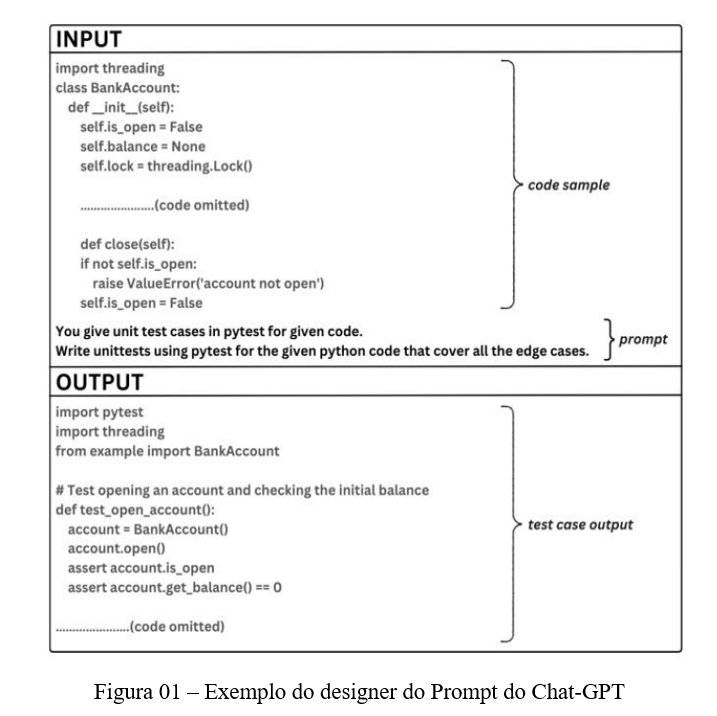 INPUT
import threading
class BankAccount:
def __init__(self):
self.is_open = False
self.balance = None
self.lock = threading.Lock()
......................(code omitted)
code sample
def close(self):
if not self.is_open:
raise ValueError('account not open')
self.is_open = False
You give unit test cases in pytest for given code.
Write unittests using pytest for the given python code that cover all the edge cases.
prompt
OUTPUT
import pytest
import threading
from example import BankAccount
# Test opening an account and checking the initial balance
def test_open_account():
account = BankAccount()
account.open()
assert account.is_open
assert account.get_balance() == 0
test case output
......................(code omitted)
Figura 01 – Exemplo do designer do Prompt do Chat-GPT